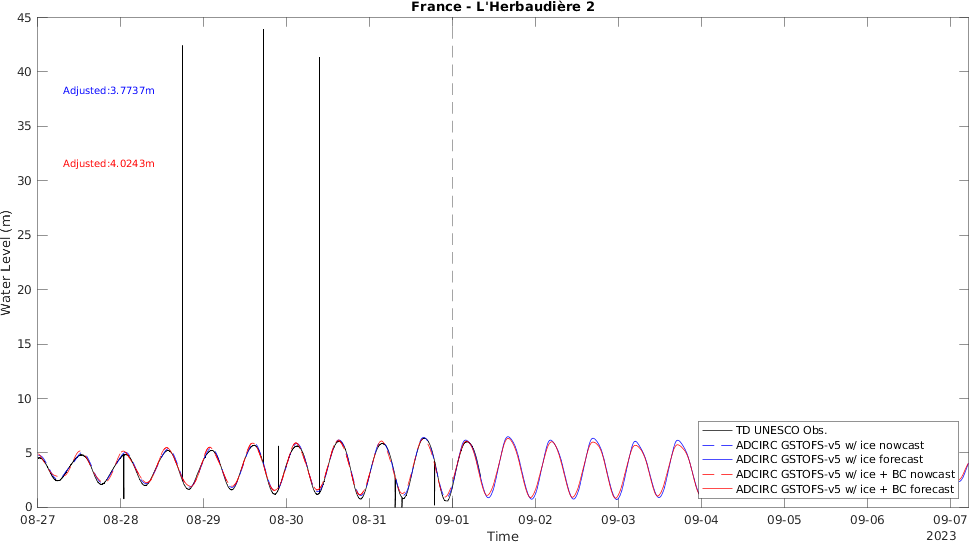 France - L'Herbaudière 2
45
40
35
30
25
20
15
10
5
0
Water Level (m)
Adjusted:3.7737m
Adjusted:4.0243m
TD UNESCO Obs.
ADCIRC GSTOFS-v5 w/ ice nowcast
ADCIRC GSTOFS-v5 w/ ice forecast
ADCIRC GSTOFS-v5 w/ ice + BC nowcast
ADCIRC GSTOFS-v5 w/ ice + BC forecast
08-27 08-28 08-29 08-30 08-31 09-01 09-02 09-03 09-04 09-05 09-06 09-07
Time
2023